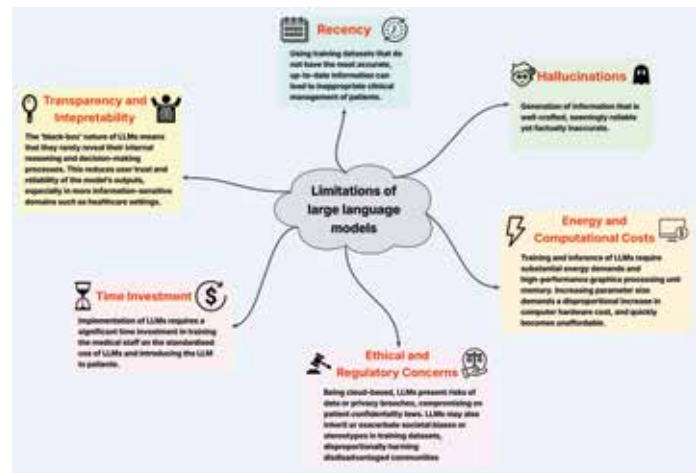 Recency
Using training datasets that do
not have the most accurate,
up-to-date information can
lead to inappropriate clinical
management of patients.
Hallucinations
Generation of information that is
well-crafted, seemingly reliable
yet factually inaccurate.
Transparency and
Intepretability
The 'black-box' nature of LLMs means
that they rarely reveal their internal
reasoning and decision-making
processes. This reduces user trust and
reliability of the model's outputs,
especially in more information-sensitive
domains such as healthcare settings.
Limitations of
large language
models
Energy and
Computational Costs
Training and inference of LLMs require
substantial energy demands and
high-performance graphics processing unit
memory. Increasing parameter size
demands a disproportional increase in
computer hardware cost, and quickly
becomes unaffordable.
Time Investment
$
Implementation of LLMs requires a
significant time investment in training
the medical staff on the standardised
use of LLMs and introducing the LLM
to patients.
Ethical and
Regulatory Concerns
Being cloud-based, LLMs present risks of
data or privacy breaches, compromising on
patient confidentiality laws. LLMs may also
inherit or exacerbate societal biases or
stereotypes in training datasets,
disproportionally harming
disdisadvantaged communities